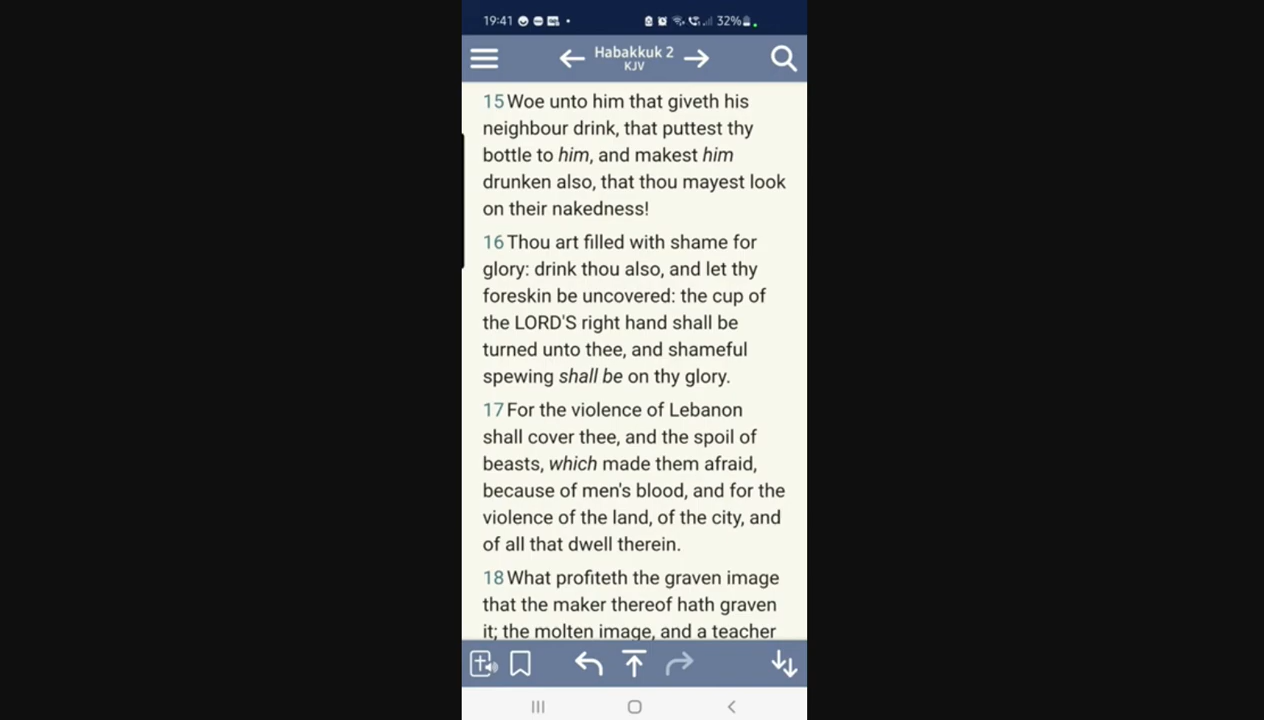 19:41
32%
Habakkuk 2
KJV
15 Woe unto him that giveth his
neighbour drink, that puttest thy
bottle to him, and makest him
drunken also, that thou mayest look
on their nakedness!
16 Thou art filled with shame for
glory: drink thou also, and let thy
foreskin be uncovered: the cup of
the LORD'S right hand shall be
turned unto thee, and shameful
spewing shall be on thy glory.
17 For the violence of Lebanon
shall cover thee, and the spoil of
beasts, which made them afraid,
because of men's blood, and for the
violence of the land, of the city, and
of all that dwell therein.
18 What profiteth the graven image
that the maker thereof hath graven
it; the molten image, and a teacher